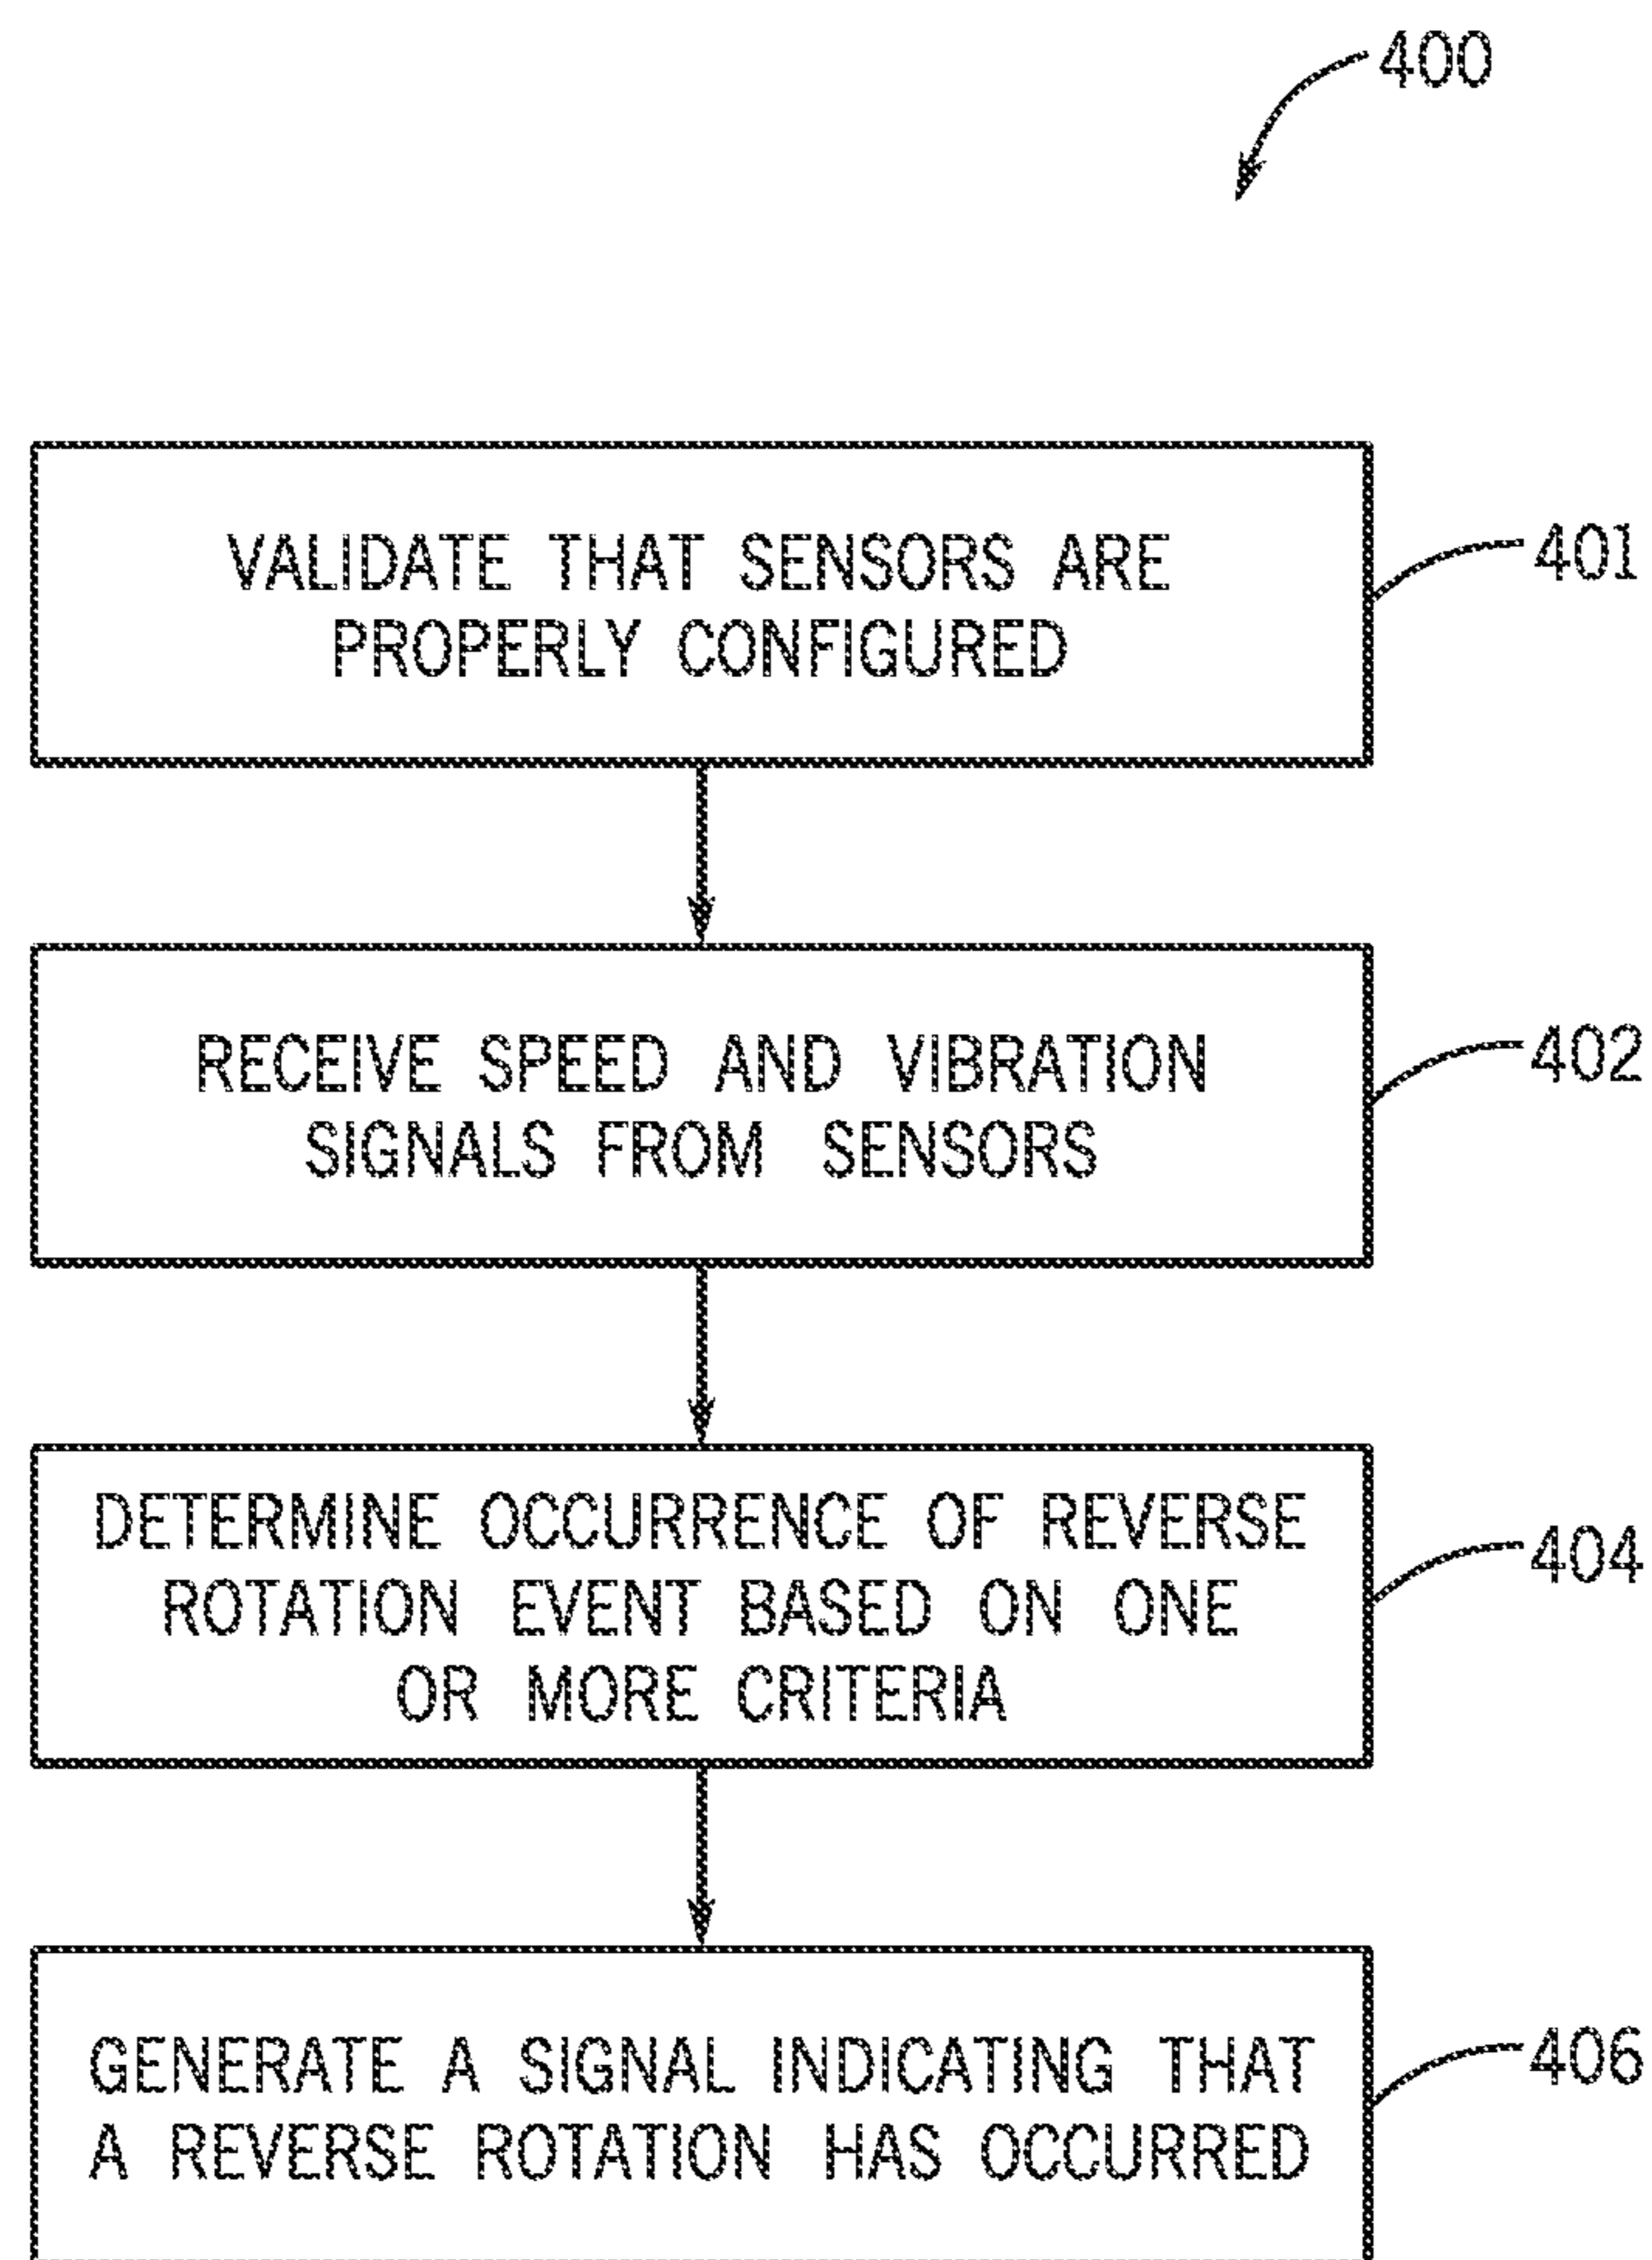 400
VALIDATE THAT SENSORS ARE
PROPERLY CONFIGURED
401
RECEIVE SPEED AND VIBRATION
SIGNALS FROM SENSORS
402
DETERMINE OCCURRENCE OF REVERSE
ROTATION EVENT BASED ON ONE
OR MORE CRITERIA
404
GENERATE A SIGNAL INDICATING THAT
A REVERSE ROTATION HAS OCCURRED
406